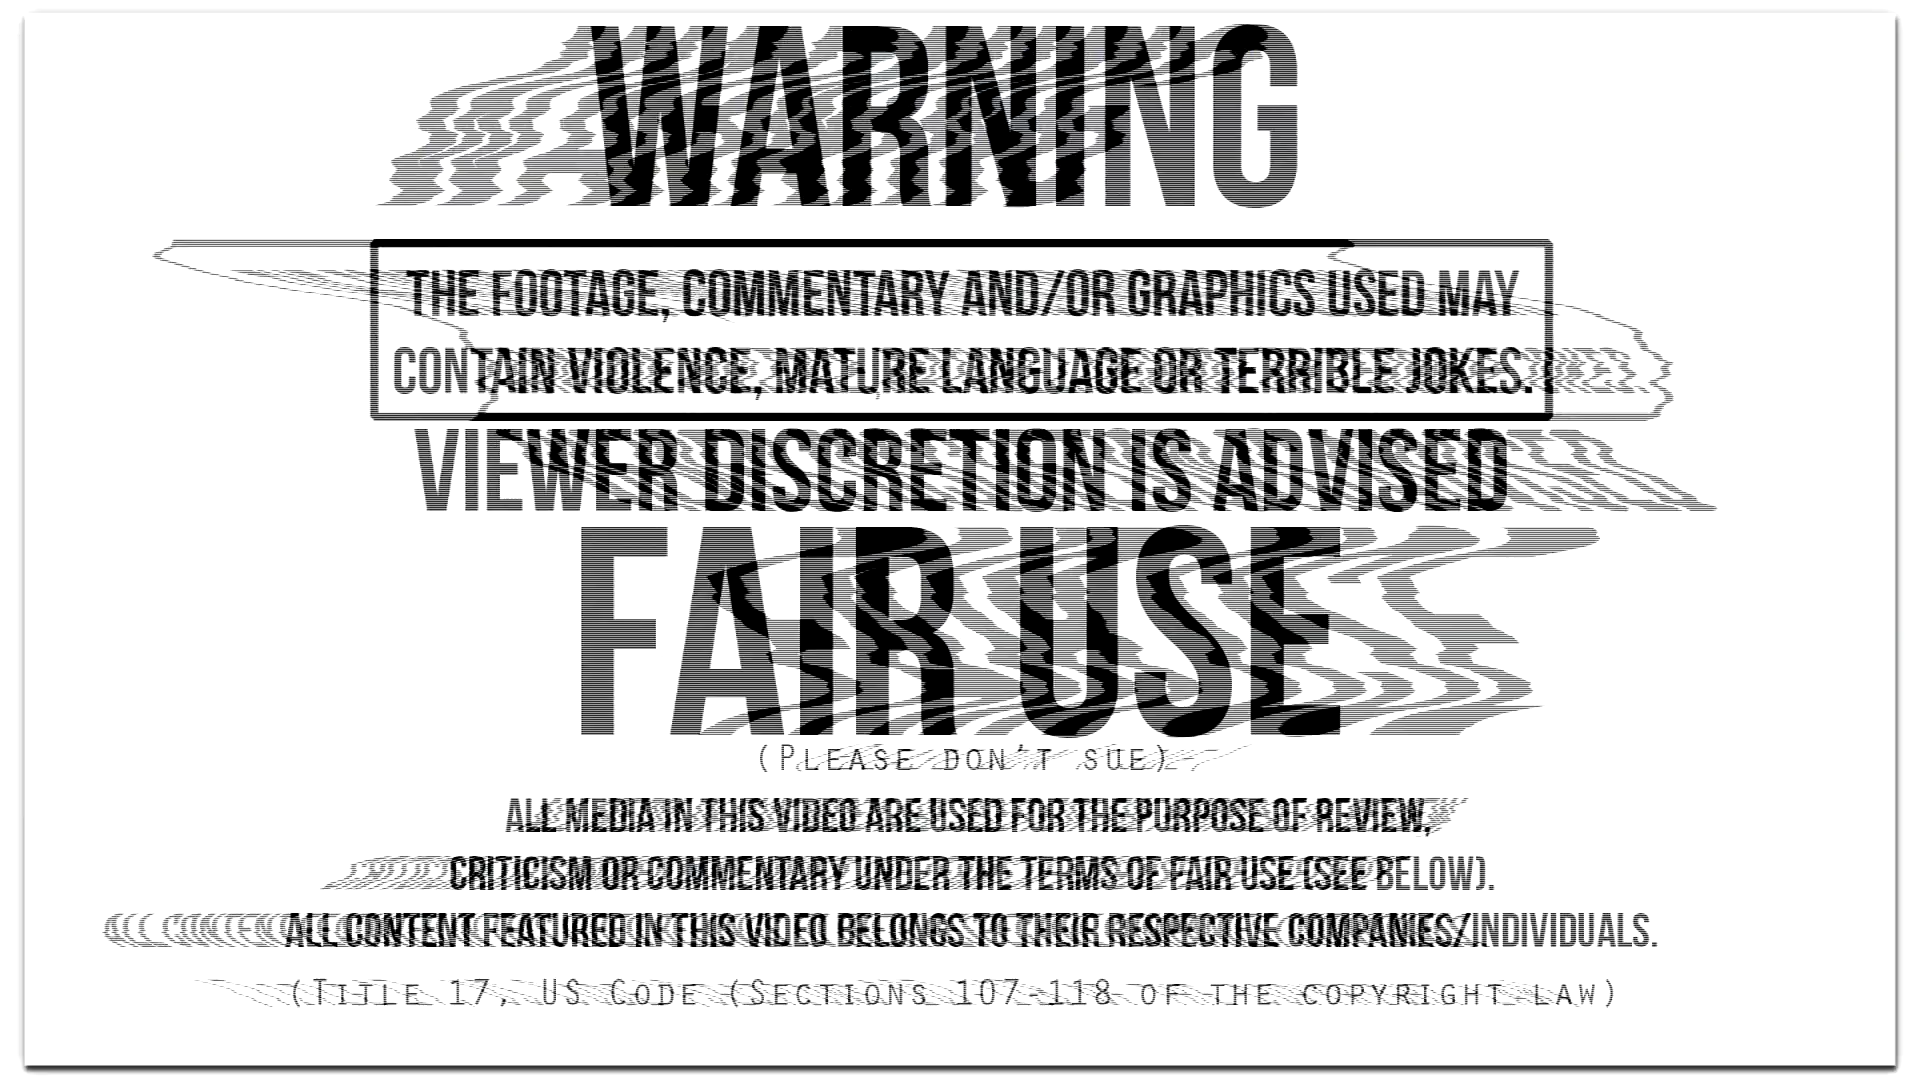 WARNING
THE FOOTAGE, COMMENTARY AND/OR GRAPHICS USED MAY
CONTAIN VIOLENCE, MATURE LANGUAGE OR TERRIBLE JOKES.
VIEWER DISCRETION IS ADVISED
FAIR USE
(PLEASE DON'T SUE)
ALL MEDIA IN THIS VIDEO ARE USED FOR THE PURPOSE OF REVIEW,
CRITICISM OR COMMENTARY UNDER THE TERMS OF FAIR USE (SEE BELOW).
ALL CONTENT FEATURED IN THIS VIDEO BELONGS TO THEIR RESPECTIVE COMPANIES/INDIVIDUALS.
(TITLE 17, US CODE (SECTIONS 107-118 OF THE COPYRIGHT LAW)